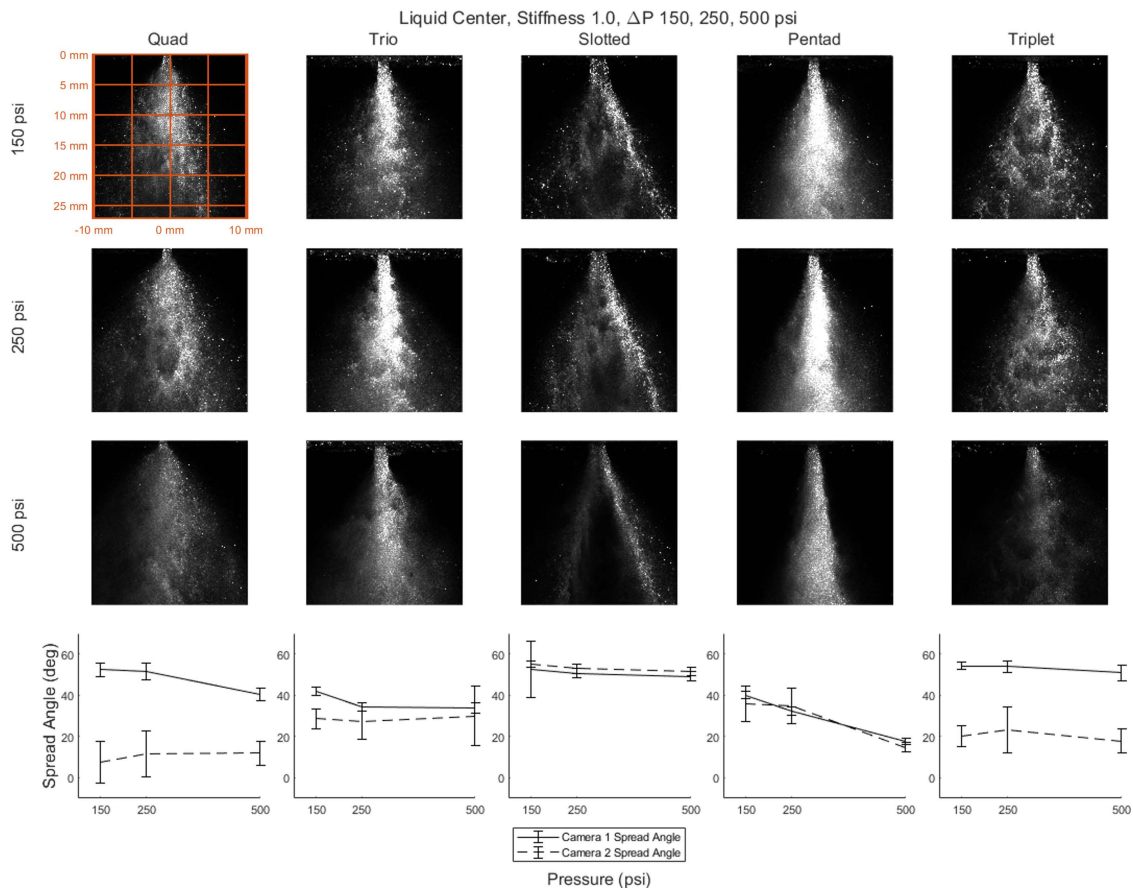 Liquid Center, Stiffness 1.0, ΔP 150, 250, 500 psi
Quad Trio Slotted Pentad Triplet
150 psi
0 mm
5 mm
10 mm
15 mm
20 mm
25 mm
-10 mm 0 mm 10 mm
250 psi
500 psi
Spread Angle (deg)
60 60 60 60 60
40 40 40 40 40
20 20 20 20 20
0 0 0 0 0
150 250 500 150 250 500 150 250 500 150 250 500 150 250 500
Camera 1 Spread Angle
Camera 2 Spread Angle
Pressure (psi)